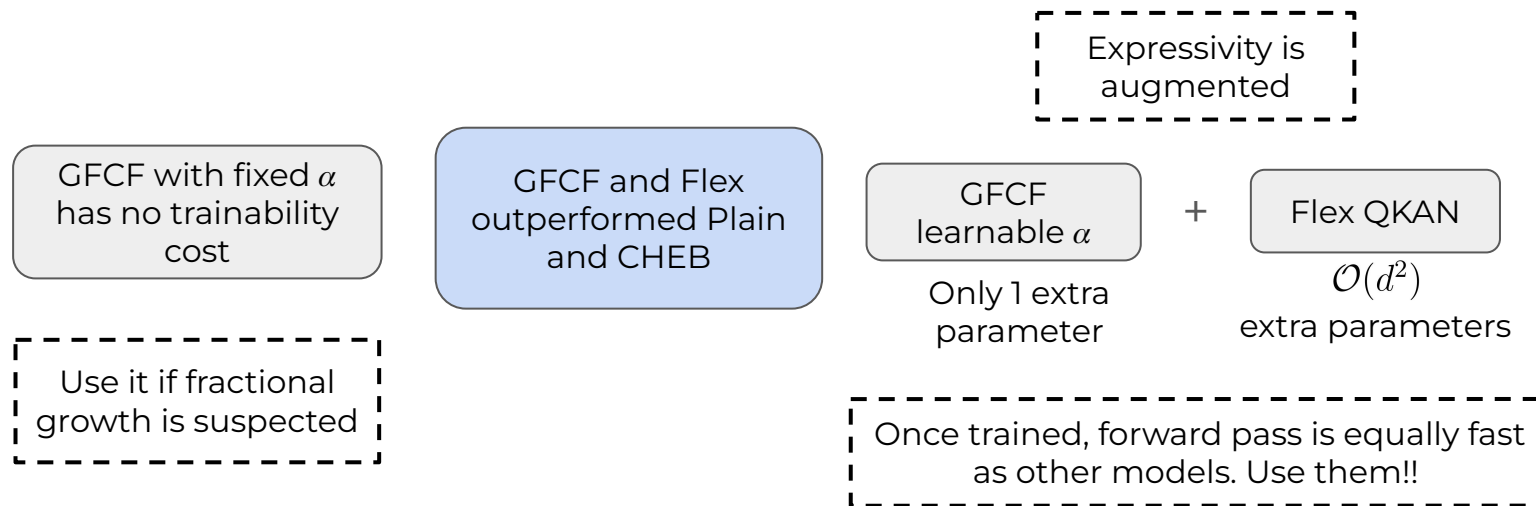 GFCF with fixed α
has no trainability
cost
Use it if fractional
growth is suspected
GFCF and Flex
outperformed Plain
and CHEB
Expressivity is
augmented
GFCF
learnable α
+
Flex QKAN
Only 1 extra
parameter
𝒪(d²)
extra parameters
Once trained, forward pass is equally fast
as other models. Use them!!